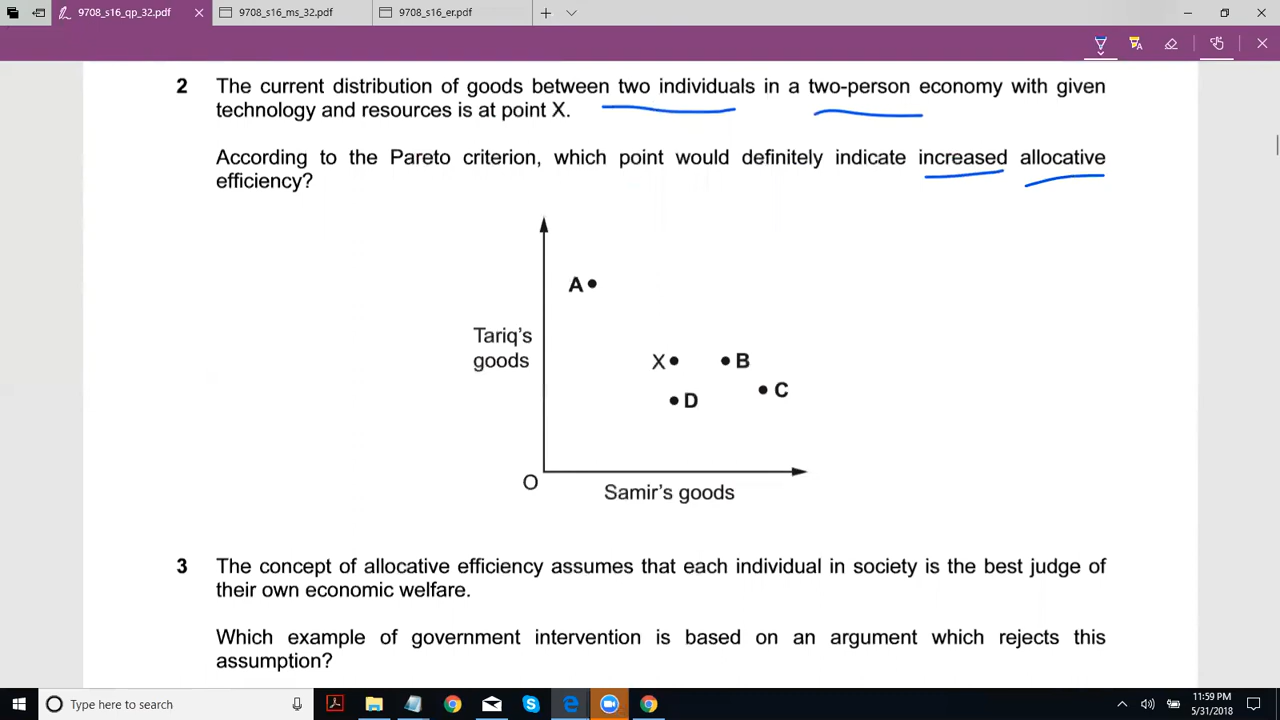 9708_s16_qp_32.pdf
9708_s16_ms_32.pdf
9708_s16_er.pdf
2 The current distribution of goods between two individuals in a two-person economy with given
technology and resources is at point X.
According to the Pareto criterion, which point would definitely indicate increased allocative
efficiency?
A
Tariq's
goods
X
B
C
D
O
Samir's goods
3 The concept of allocative efficiency assumes that each individual in society is the best judge of
their own economic welfare.
Which example of government intervention is based on an argument which rejects this
assumption?
Type here to search
11:59 PM
5/31/2018